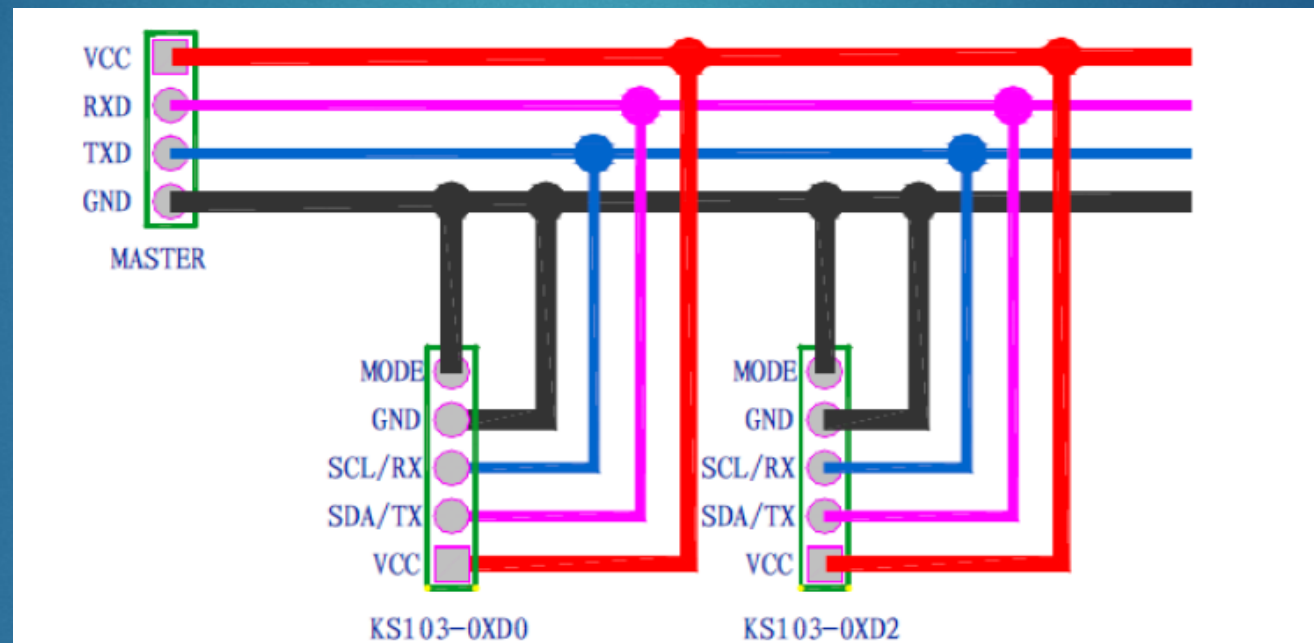 VCC
RXD
TXD
GND
MASTER
MODE
GND
SCL/RX
SDA/TX
VCC
KS103-0XD0
MODE
GND
SCL/RX
SDA/TX
VCC
KS103-0XD2